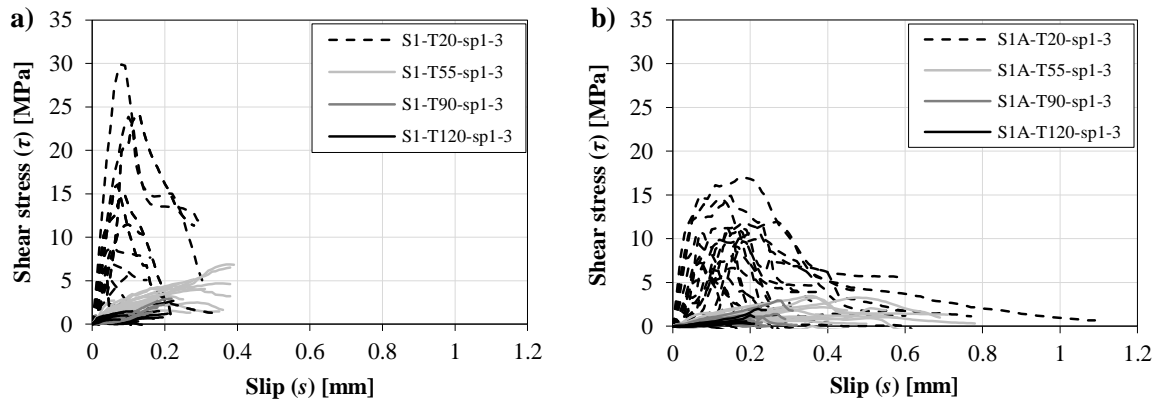 a)
35
30
25
20
15
10
5
0
Shear stress (τ) [MPa]
0 0.2 0.4 0.6 0.8 1 1.2
Slip (s) [mm]
S1-T20-sp1-3
S1-T55-sp1-3
S1-T90-sp1-3
S1-T120-sp1-3
b)
35
30
25
20
15
10
5
0
Shear stress (τ) [MPa]
0 0.2 0.4 0.6 0.8 1 1.2
Slip (s) [mm]
S1A-T20-sp1-3
S1A-T55-sp1-3
S1A-T90-sp1-3
S1A-T120-sp1-3